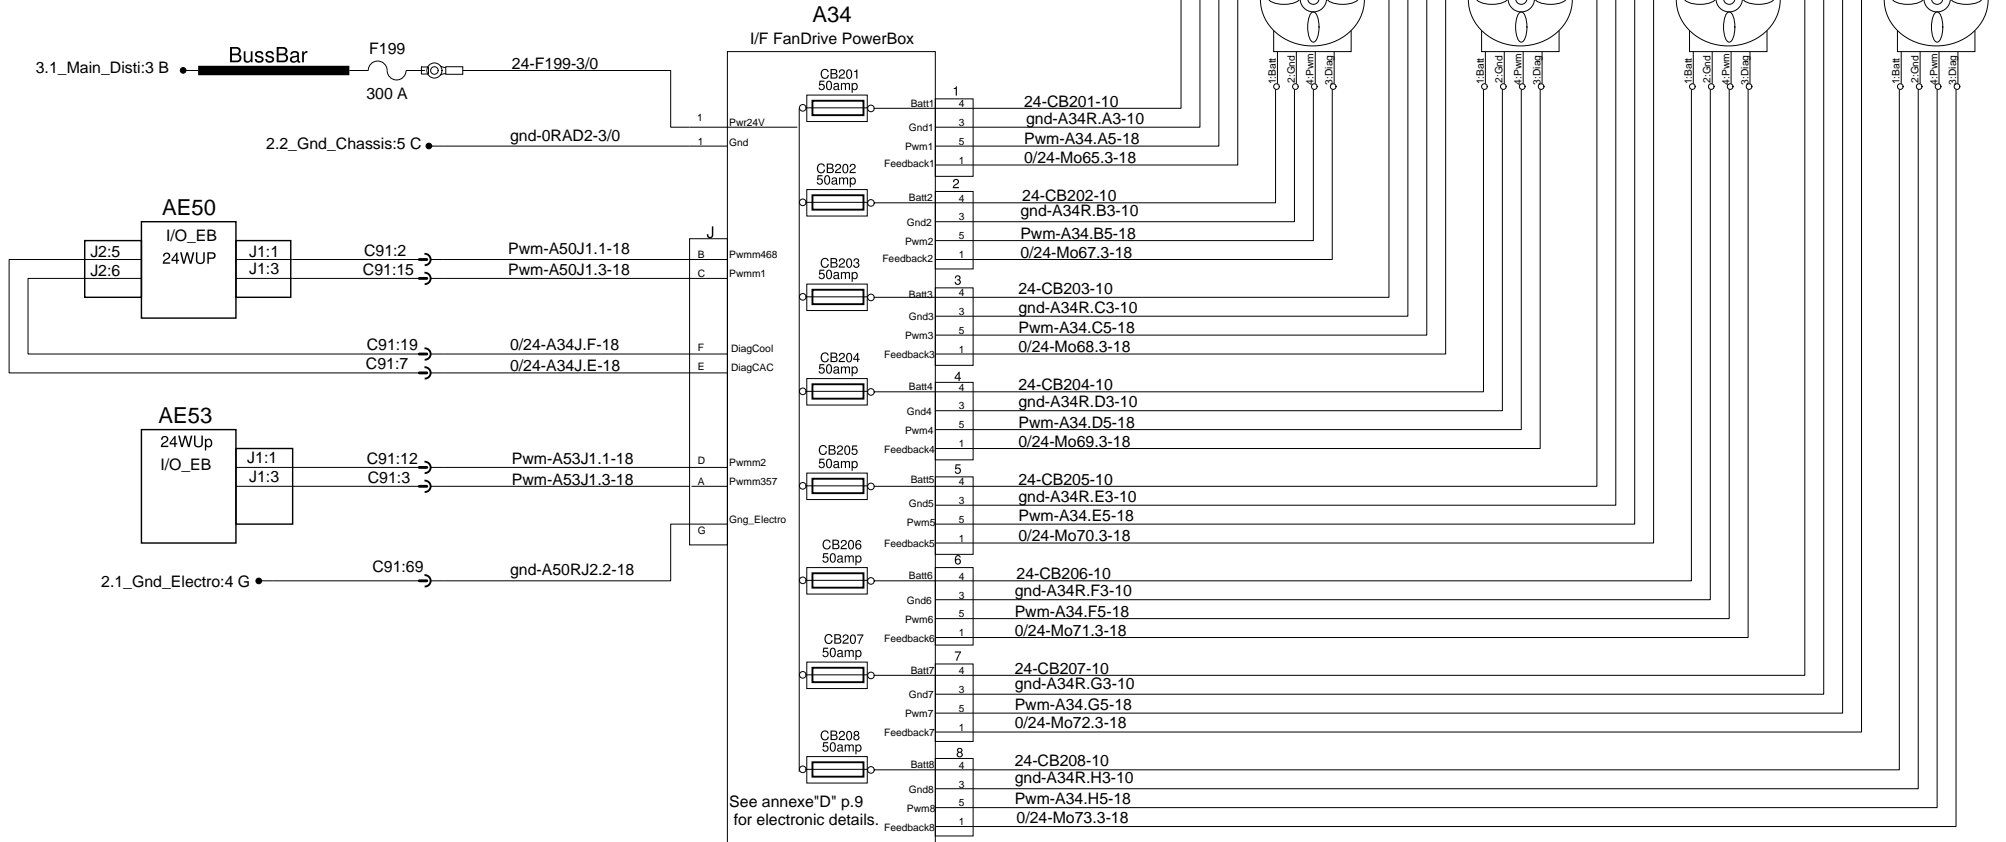 A34
I/F FanDrive PowerBox
3.1_Main_Disti:3 B
BussBar
F199
300 A
24-F199-3/0
2.2_Gnd_Chassis:5 C
gnd-0RAD2-3/0
1
Pwr24V
1
Gnd
AE50
I/O_EB
24WUP
J2:5
J2:6
J1:1
J1:3
C91:2
C91:15
Pwm-A50J1.1-18
Pwm-A50J1.3-18
J
B
Pwmm468
C
Pwmm1
C91:19
0/24-A34J.F-18
F
DiagCool
C91:7
0/24-A34J.E-18
E
DiagCAC
AE53
24WUp
I/O_EB
J1:1
J1:3
C91:12
C91:3
Pwm-A53J1.1-18
Pwm-A53J1.3-18
D
Pwmm2
A
Pwmm357
Gng_Electro
G
2.1_Gnd_Electro:4 G
C91:69
gnd-A50RJ2.2-18
CB201
50amp
1
Batt1 4 24-CB201-10
Gnd1 3 gnd-A34R.A3-10
Pwm1 5 Pwm-A34.A5-18
Feedback1 1 0/24-Mo65.3-18
CB202
50amp
2
Batt2 4 24-CB202-10
Gnd2 3 gnd-A34R.B3-10
Pwm2 5 Pwm-A34.B5-18
Feedback2 1 0/24-Mo67.3-18
CB203
50amp
3
Batt3 4 24-CB203-10
Gnd3 3 gnd-A34R.C3-10
Pwm3 5 Pwm-A34.C5-18
Feedback3 1 0/24-Mo68.3-18
CB204
50amp
4
Batt4 4 24-CB204-10
Gnd4 3 gnd-A34R.D3-10
Pwm4 5 Pwm-A34.D5-18
Feedback4 1 0/24-Mo69.3-18
CB205
50amp
5
Batt5 4 24-CB205-10
Gnd5 3 gnd-A34R.E3-10
Pwm5 5 Pwm-A34.E5-18
Feedback5 1 0/24-Mo70.3-18
CB206
50amp
6
Batt6 4 24-CB206-10
Gnd6 3 gnd-A34R.F3-10
Pwm6 5 Pwm-A34.F5-18
Feedback6 1 0/24-Mo71.3-18
CB207
50amp
7
Batt7 4 24-CB207-10
Gnd7 3 gnd-A34R.G3-10
Pwm7 5 Pwm-A34.G5-18
Feedback7 1 0/24-Mo72.3-18
CB208
50amp
8
Batt8 4 24-CB208-10
Gnd8 3 gnd-A34R.H3-10
Pwm8 5 Pwm-A34.H5-18
Feedback8 1 0/24-Mo73.3-18
See annexe"D" p.9
for electronic details.
1:Batt
2:Gnd
4:Pwm
3:Diag
1:Batt
2:Gnd
4:Pwm
3:Diag
1:Batt
2:Gnd
4:Pwm
3:Diag
1:Batt
2:Gnd
4:Pwm
3:Diag